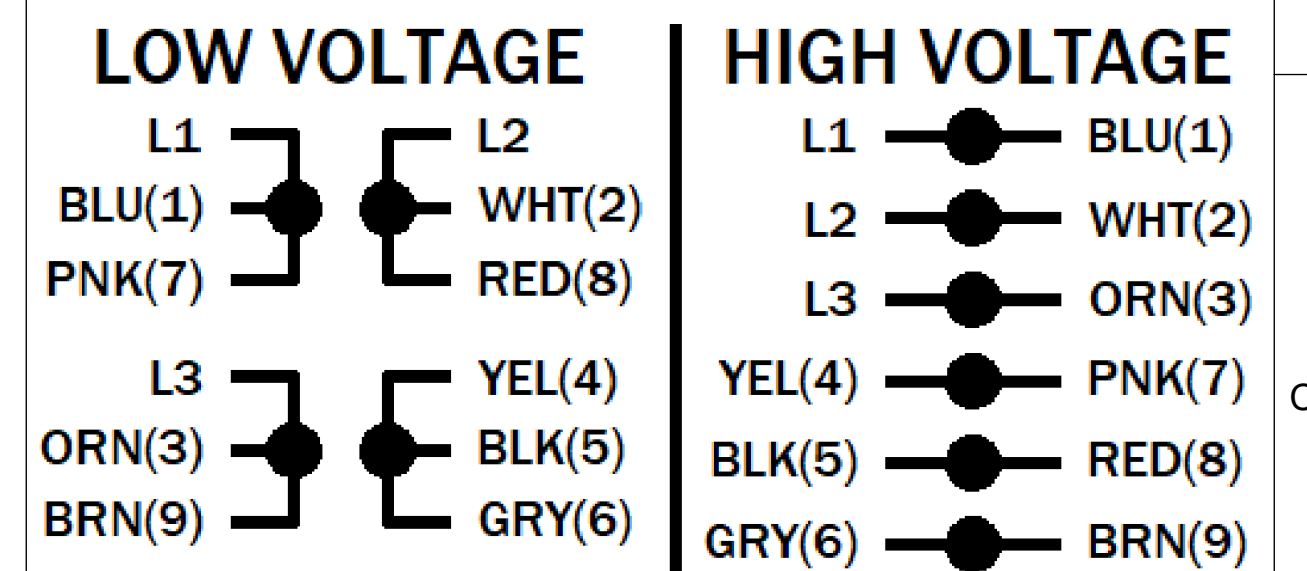 LOW VOLTAGE
L1
BLU(1)
PNK(7)
L2
WHT(2)
RED(8)
L3
ORN(3)
BRN(9)
YEL(4)
BLK(5)
GRY(6)
HIGH VOLTAGE
L1 BLU(1)
L2 WHT(2)
L3 ORN(3)
YEL(4) PNK(7)
BLK(5) RED(8)
GRY(6) BRN(9)